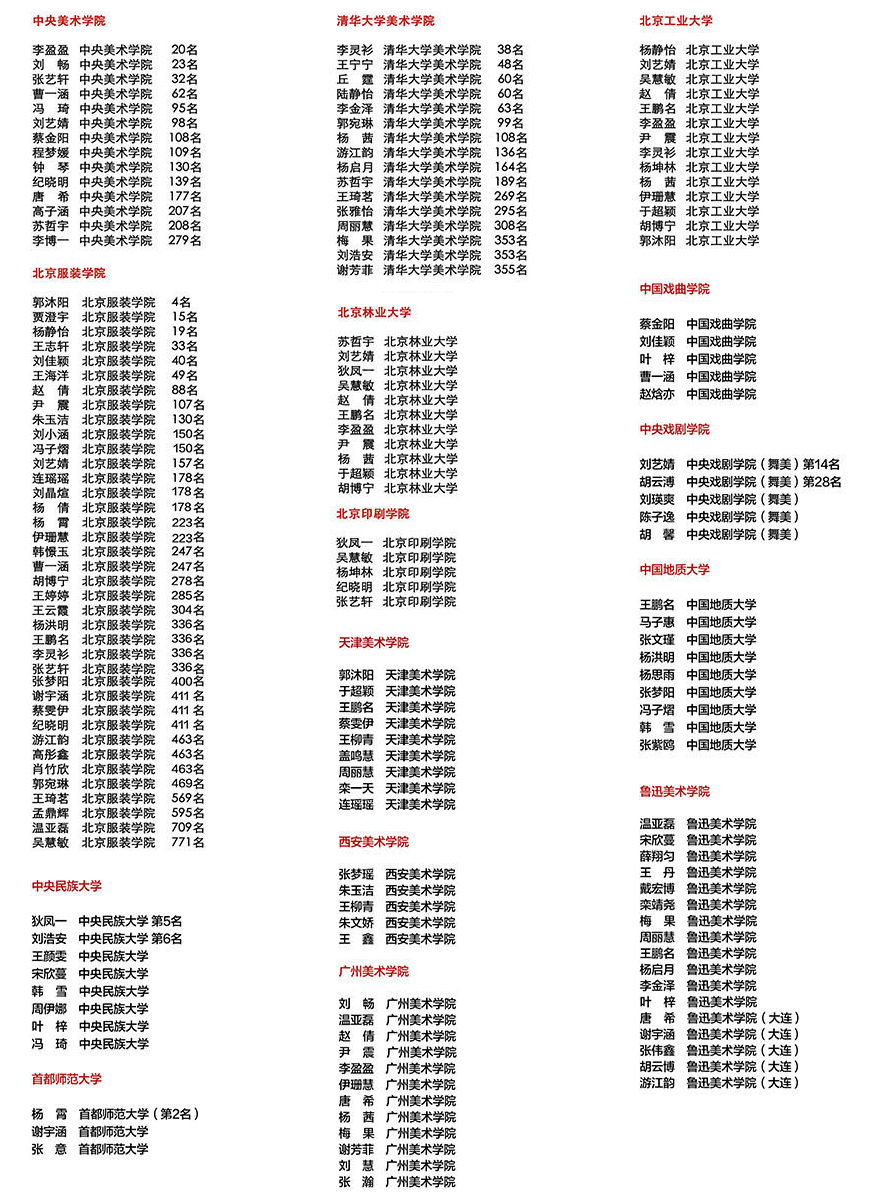 中央美术学院
李盈盈 中央美术学院 20名
刘 畅 中央美术学院 23名
张艺轩 中央美术学院 32名
曹一涵 中央美术学院 62名
冯 琦 中央美术学院 95名
刘艺婧 中央美术学院 98名
蔡金阳 中央美术学院 108名
程梦媛 中央美术学院 109名
钟 琴 中央美术学院 130名
纪晓明 中央美术学院 139名
唐 希 中央美术学院 177名
高子涵 中央美术学院 207名
苏哲宇 中央美术学院 208名
李博一 中央美术学院 279名
北京服装学院
郭沐阳 北京服装学院 4名
贾澄宇 北京服装学院 15名
杨静怡 北京服装学院 19名
王志轩 北京服装学院 33名
刘佳颖 北京服装学院 40名
王海洋 北京服装学院 49名
赵 倩 北京服装学院 88名
尹 震 北京服装学院 107名
朱玉洁 北京服装学院 130名
刘小涵 北京服装学院 150名
冯子熠 北京服装学院 150名
刘艺婧 北京服装学院 157名
连瑶瑶 北京服装学院 178名
刘晶煊 北京服装学院 178名
杨 倩 北京服装学院 178名
杨 霄 北京服装学院 223名
伊珊慧 北京服装学院 223名
韩憬玉 北京服装学院 247名
曹一涵 北京服装学院 247名
胡博宁 北京服装学院 278名
王婷婷 北京服装学院 285名
王云霞 北京服装学院 304名
杨洪明 北京服装学院 336名
王鹏名 北京服装学院 336名
李灵衫 北京服装学院 336名
张艺轩 北京服装学院 336名
张梦阳 北京服装学院 400名
谢宇涵 北京服装学院 411名
蔡雯伊 北京服装学院 411名
纪晓明 北京服装学院 411名
游江韵 北京服装学院 463名
高彤鑫 北京服装学院 463名
肖竹欣 北京服装学院 463名
郭宛琳 北京服装学院 469名
王琦茗 北京服装学院 569名
孟鼎辉 北京服装学院 595名
温亚磊 北京服装学院 709名
吴慧敏 北京服装学院 771名
中央民族大学
狄凤一 中央民族大学 第5名
刘浩安 中央民族大学 第6名
王颜雯 中央民族大学
宋欣蔓 中央民族大学
韩 雪 中央民族大学
周伊娜 中央民族大学
叶 梓 中央民族大学
冯 琦 中央民族大学
首都师范大学
杨 霄 首都师范大学（第2名）
谢宇涵 首都师范大学
张 意 首都师范大学
清华大学美术学院
李灵衫 清华大学美术学院 38名
王宁宁 清华大学美术学院 48名
丘 霆 清华大学美术学院 60名
陆静怡 清华大学美术学院 60名
李金泽 清华大学美术学院 63名
郭宛琳 清华大学美术学院 99名
杨 茜 清华大学美术学院 108名
游江韵 清华大学美术学院 136名
杨启月 清华大学美术学院 164名
苏哲宇 清华大学美术学院 189名
王琦茗 清华大学美术学院 269名
张雅怡 清华大学美术学院 295名
周丽慧 清华大学美术学院 308名
梅 果 清华大学美术学院 353名
刘浩安 清华大学美术学院 353名
谢芳菲 清华大学美术学院 355名
北京林业大学
苏哲宇 北京林业大学
刘艺婧 北京林业大学
狄凤一 北京林业大学
吴慧敏 北京林业大学
赵 倩 北京林业大学
王鹏名 北京林业大学
李盈盈 北京林业大学
尹 震 北京林业大学
杨 茜 北京林业大学
于超颖 北京林业大学
胡博宁 北京林业大学
北京印刷学院
狄凤一 北京印刷学院
吴慧敏 北京印刷学院
杨坤林 北京印刷学院
纪晓明 北京印刷学院
张艺轩 北京印刷学院
天津美术学院
郭沐阳 天津美术学院
于超颖 天津美术学院
王鹏名 天津美术学院
蔡雯伊 天津美术学院
王柳青 天津美术学院
盖鸣慧 天津美术学院
周丽慧 天津美术学院
栾一天 天津美术学院
连瑶瑶 天津美术学院
西安美术学院
张梦瑶 西安美术学院
朱玉洁 西安美术学院
王柳青 西安美术学院
朱文娇 西安美术学院
王 鑫 西安美术学院
广州美术学院
刘 畅 广州美术学院
温亚磊 广州美术学院
赵 倩 广州美术学院
尹 震 广州美术学院
李盈盈 广州美术学院
伊珊慧 广州美术学院
唐 希 广州美术学院
杨 茜 广州美术学院
梅 果 广州美术学院
谢芳菲 广州美术学院
刘 慧 广州美术学院
张 瀚 广州美术学院
北京工业大学
杨静怡 北京工业大学
刘艺婧 北京工业大学
吴慧敏 北京工业大学
赵 倩 北京工业大学
王鹏名 北京工业大学
李盈盈 北京工业大学
尹 震 北京工业大学
李灵衫 北京工业大学
杨坤林 北京工业大学
杨 茜 北京工业大学
伊珊慧 北京工业大学
于超颖 北京工业大学
胡博宁 北京工业大学
郭沐阳 北京工业大学
中国戏曲学院
蔡金阳 中国戏曲学院
刘佳颖 中国戏曲学院
叶 梓 中国戏曲学院
曹一涵 中国戏曲学院
赵焓亦 中国戏曲学院
中央戏剧学院
刘艺婧 中央戏剧学院（舞美）第14名
胡云溥 中央戏剧学院（舞美）第28名
刘瑛爽 中央戏剧学院（舞美）
陈子逸 中央戏剧学院（舞美）
胡 馨 中央戏剧学院（舞美）
中国地质大学
王鹏名 中国地质大学
马子惠 中国地质大学
张文瑾 中国地质大学
杨洪明 中国地质大学
杨思雨 中国地质大学
张梦阳 中国地质大学
冯子熠 中国地质大学
韩 雪 中国地质大学
张紫鸥 中国地质大学
鲁迅美术学院
温亚磊 鲁迅美术学院
宋欣蔓 鲁迅美术学院
薛翔匀 鲁迅美术学院
王 丹 鲁迅美术学院
戴宏博 鲁迅美术学院
栾靖尧 鲁迅美术学院
梅 果 鲁迅美术学院
周丽慧 鲁迅美术学院
王鹏名 鲁迅美术学院
杨启月 鲁迅美术学院
李金泽 鲁迅美术学院
叶 梓 鲁迅美术学院
唐 希 鲁迅美术学院（大连）
谢宇涵 鲁迅美术学院（大连）
张伟鑫 鲁迅美术学院（大连）
胡云博 鲁迅美术学院（大连）
游江韵 鲁迅美术学院（大连）